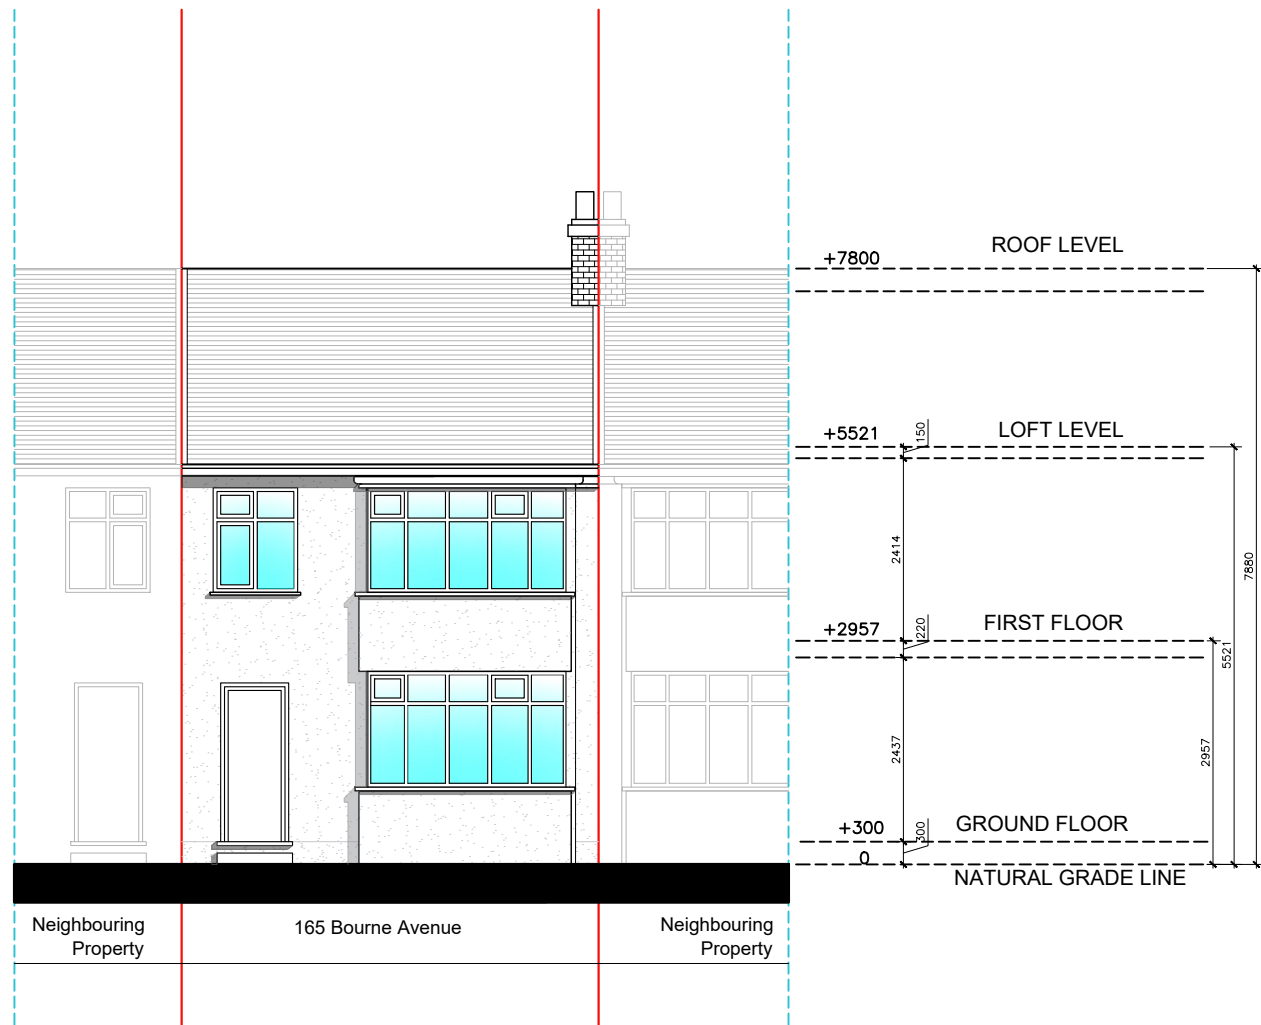 ROOF LEVEL
+7800
+5521
150
LOFT LEVEL
2414
7880
+2957
220
FIRST FLOOR
5521
2437
2957
+300
300
GROUND FLOOR
0
NATURAL GRADE LINE
Neighbouring
Property
165 Bourne Avenue
Neighbouring
Property